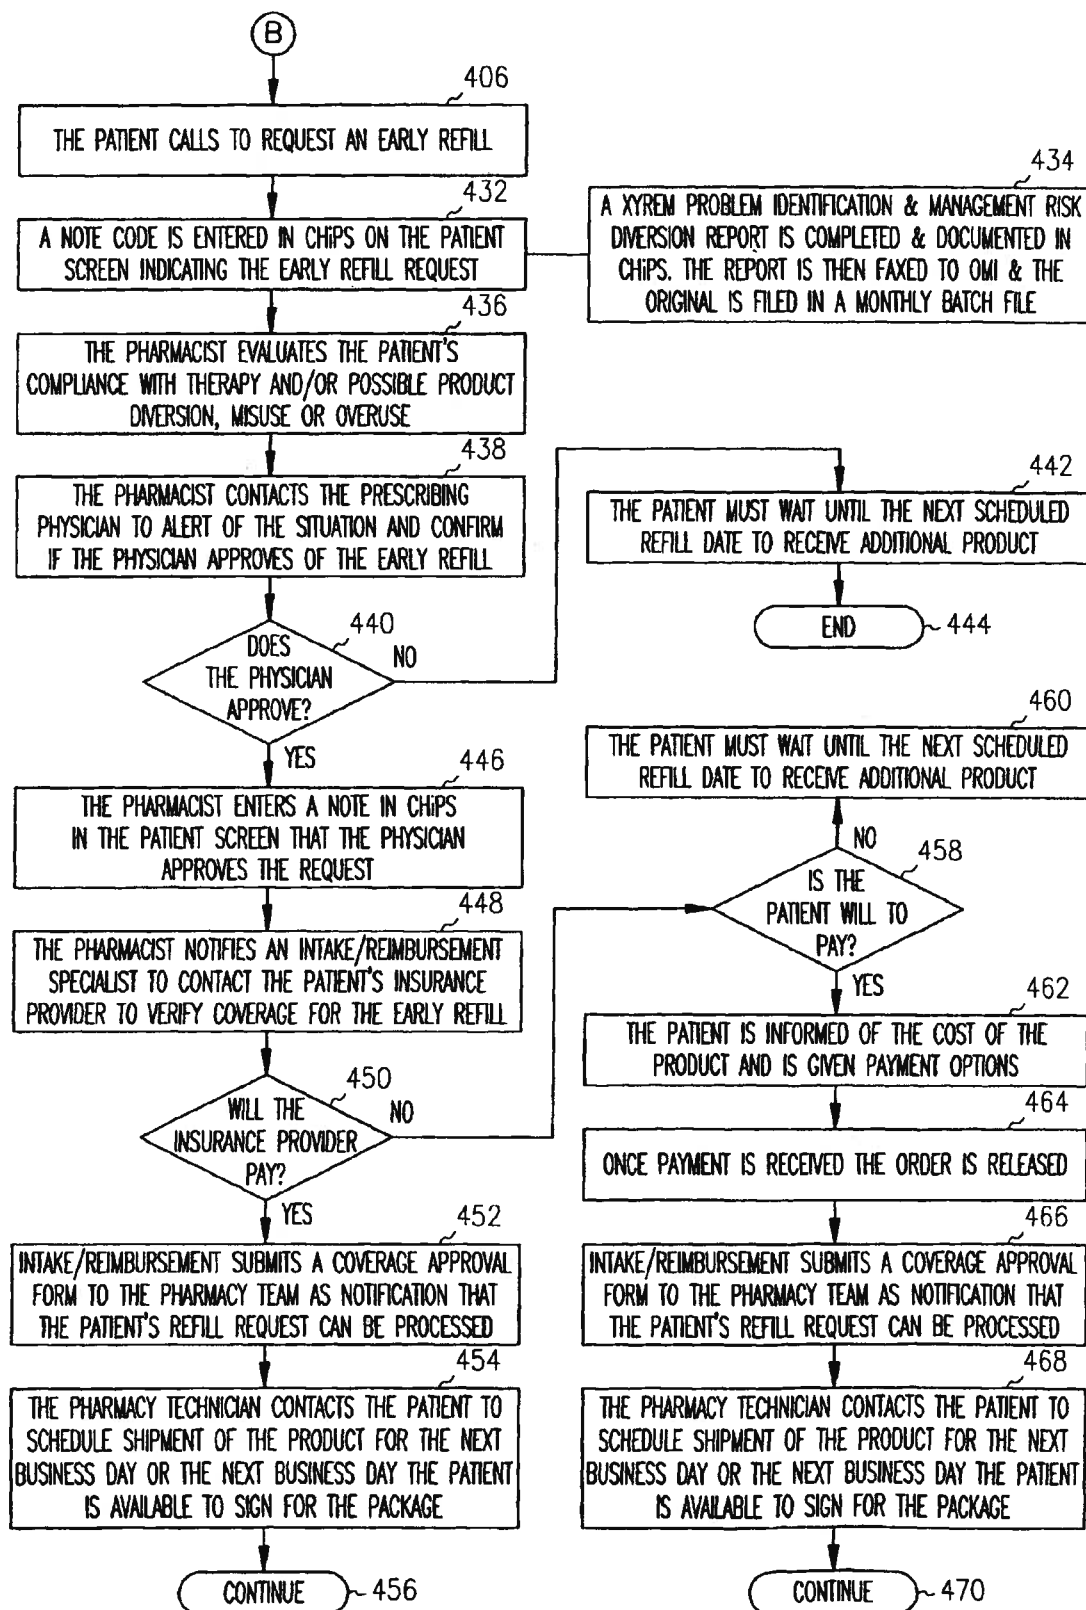 B
406
THE PATIENT CALLS TO REQUEST AN EARLY REFILL
432
A NOTE CODE IS ENTERED IN CHiPS ON THE PATIENT
SCREEN INDICATING THE EARLY REFILL REQUEST
434
A XYREM PROBLEM IDENTIFICATION & MANAGEMENT RISK
DIVERSION REPORT IS COMPLETED & DOCUMENTED IN
CHiPS. THE REPORT IS THEN FAXED TO OMI & THE
ORIGINAL IS FILED IN A MONTHLY BATCH FILE
436
THE PHARMACIST EVALUATES THE PATIENT'S
COMPLIANCE WITH THERAPY AND/OR POSSIBLE PRODUCT
DIVERSION, MISUSE OR OVERUSE
438
THE PHARMACIST CONTACTS THE PRESCRIBING
PHYSICIAN TO ALERT OF THE SITUATION AND CONFIRM
IF THE PHYSICIAN APPROVES OF THE EARLY REFILL
440
DOES
THE PHYSICIAN
APPROVE?
NO
YES
442
THE PATIENT MUST WAIT UNTIL THE NEXT SCHEDULED
REFILL DATE TO RECEIVE ADDITIONAL PRODUCT
END
444
446
THE PHARMACIST ENTERS A NOTE IN CHiPS
IN THE PATIENT SCREEN THAT THE PHYSICIAN
APPROVES THE REQUEST
448
THE PHARMACIST NOTIFIES AN INTAKE/REIMBURSEMENT
SPECIALIST TO CONTACT THE PATIENT'S INSURANCE
PROVIDER TO VERIFY COVERAGE FOR THE EARLY REFILL
450
WILL THE
INSURANCE PROVIDER
PAY?
NO
YES
452
INTAKE/REIMBURSEMENT SUBMITS A COVERAGE APPROVAL
FORM TO THE PHARMACY TEAM AS NOTIFICATION THAT
THE PATIENT'S REFILL REQUEST CAN BE PROCESSED
454
THE PHARMACY TECHNICIAN CONTACTS THE PATIENT TO
SCHEDULE SHIPMENT OF THE PRODUCT FOR THE NEXT
BUSINESS DAY OR THE NEXT BUSINESS DAY THE PATIENT
IS AVAILABLE TO SIGN FOR THE PACKAGE
CONTINUE
456
460
THE PATIENT MUST WAIT UNTIL THE NEXT SCHEDULED
REFILL DATE TO RECEIVE ADDITIONAL PRODUCT
NO
458
IS THE
PATIENT WILL TO
PAY?
YES
462
THE PATIENT IS INFORMED OF THE COST OF THE
PRODUCT AND IS GIVEN PAYMENT OPTIONS
464
ONCE PAYMENT IS RECEIVED THE ORDER IS RELEASED
466
INTAKE/REIMBURSEMENT SUBMITS A COVERAGE APPROVAL
FORM TO THE PHARMACY TEAM AS NOTIFICATION THAT
THE PATIENT'S REFILL REQUEST CAN BE PROCESSED
468
THE PHARMACY TECHNICIAN CONTACTS THE PATIENT TO
SCHEDULE SHIPMENT OF THE PRODUCT FOR THE NEXT
BUSINESS DAY OR THE NEXT BUSINESS DAY THE PATIENT
IS AVAILABLE TO SIGN FOR THE PACKAGE
CONTINUE
470